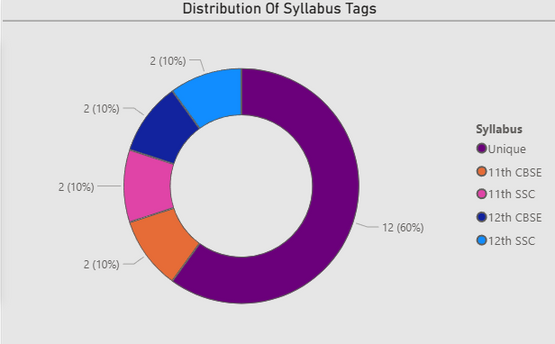 Distribution Of Syllabus Tags
2 (10%)
2 (10%)
2 (10%)
2 (10%)
12 (60%)
Syllabus
Unique
11th CBSE
11th SSC
12th CBSE
12th SSC